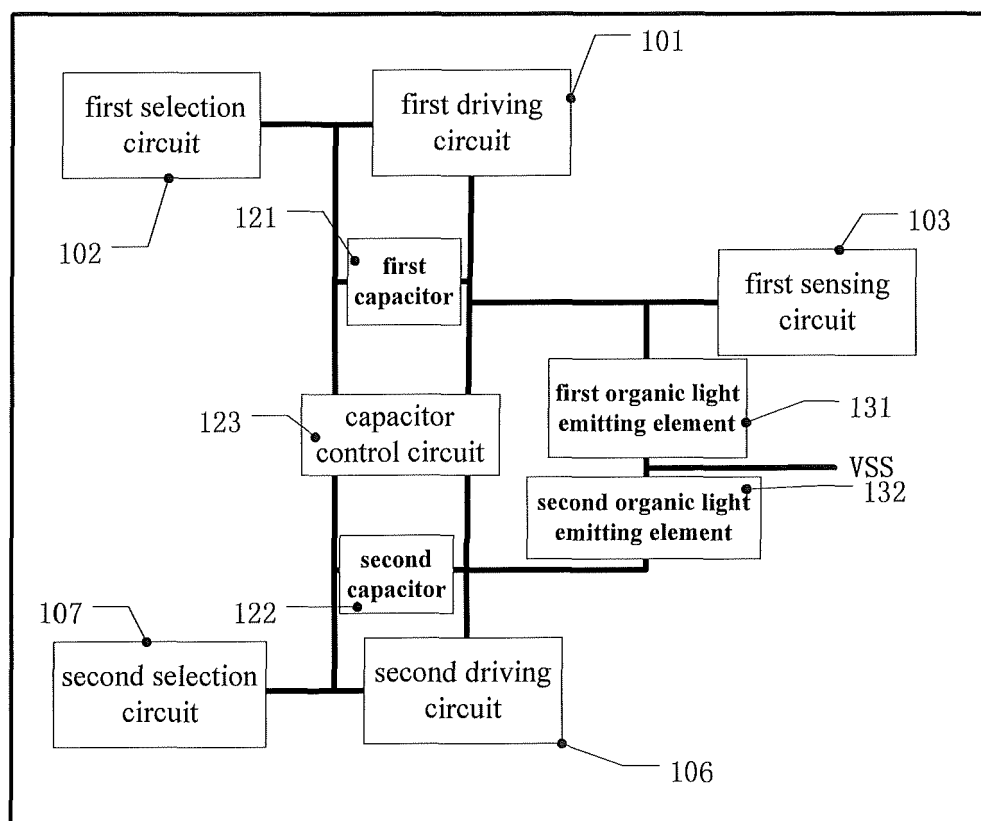 101
first selection
circuit
first driving
circuit
121
103
102
first
capacitor
first sensing
circuit
first organic light
emitting element
131
123
capacitor
control circuit
VSS
132
second organic light
emitting element
second
capacitor
107
122
second selection
circuit
second driving
circuit
106